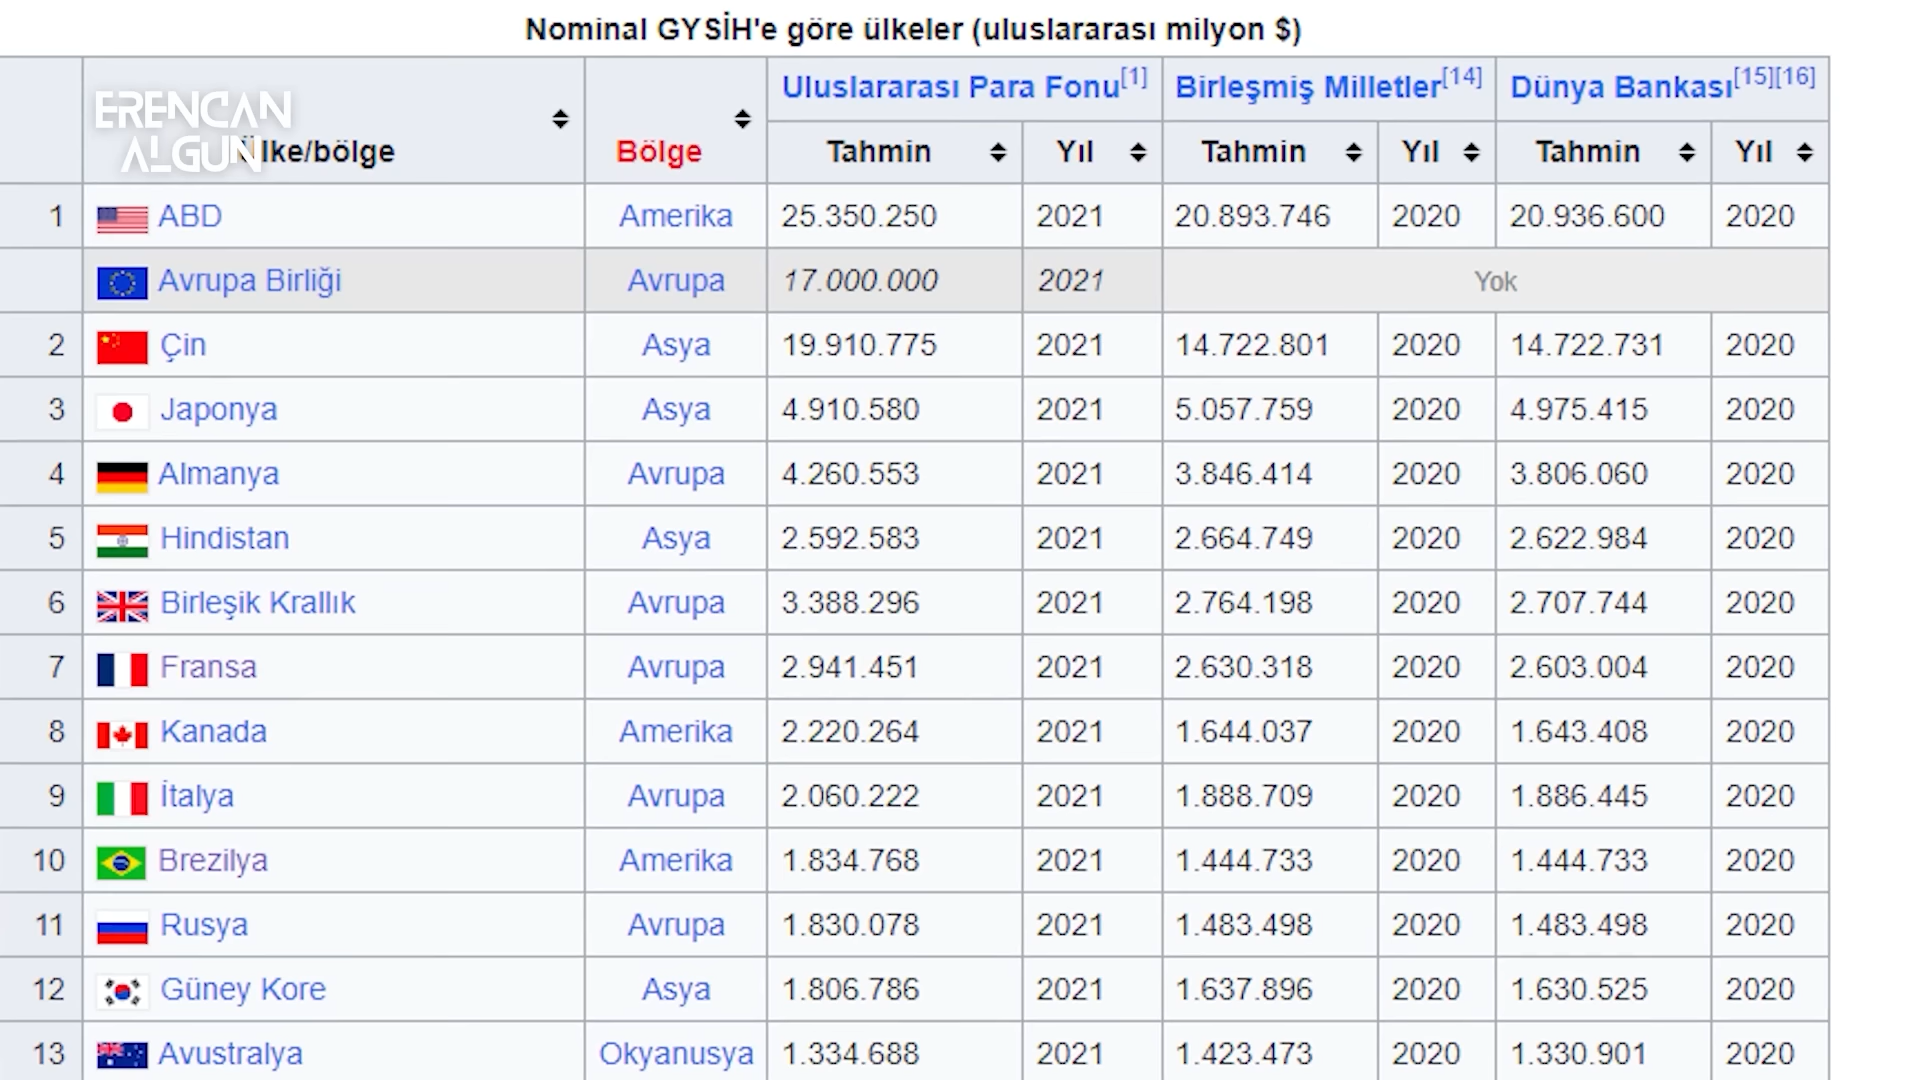 Nominal GYSİH'e göre ülkeler (uluslararası milyon $)
ERENCAN
ALGUN
Ülke/bölge Bölge Uluslararası Para Fonu[1] Birleşmiş Milletler[14] Dünya Bankası[15][16]
Tahmin Yıl Tahmin Yıl Tahmin Yıl
1 ABD Amerika 25.350.250 2021 20.893.746 2020 20.936.600 2020
Avrupa Birliği Avrupa 17.000.000 2021 Yok
2 Çin Asya 19.910.775 2021 14.722.801 2020 14.722.731 2020
3 Japonya Asya 4.910.580 2021 5.057.759 2020 4.975.415 2020
4 Almanya Avrupa 4.260.553 2021 3.846.414 2020 3.806.060 2020
5 Hindistan Asya 2.592.583 2021 2.664.749 2020 2.622.984 2020
6 Birleşik Krallık Avrupa 3.388.296 2021 2.764.198 2020 2.707.744 2020
7 Fransa Avrupa 2.941.451 2021 2.630.318 2020 2.603.004 2020
8 Kanada Amerika 2.220.264 2021 1.644.037 2020 1.643.408 2020
9 İtalya Avrupa 2.060.222 2021 1.888.709 2020 1.886.445 2020
10 Brezilya Amerika 1.834.768 2021 1.444.733 2020 1.444.733 2020
11 Rusya Avrupa 1.830.078 2021 1.483.498 2020 1.483.498 2020
12 Güney Kore Asya 1.806.786 2021 1.637.896 2020 1.630.525 2020
13 Avustralya Okyanusya 1.334.688 2021 1.423.473 2020 1.330.901 2020